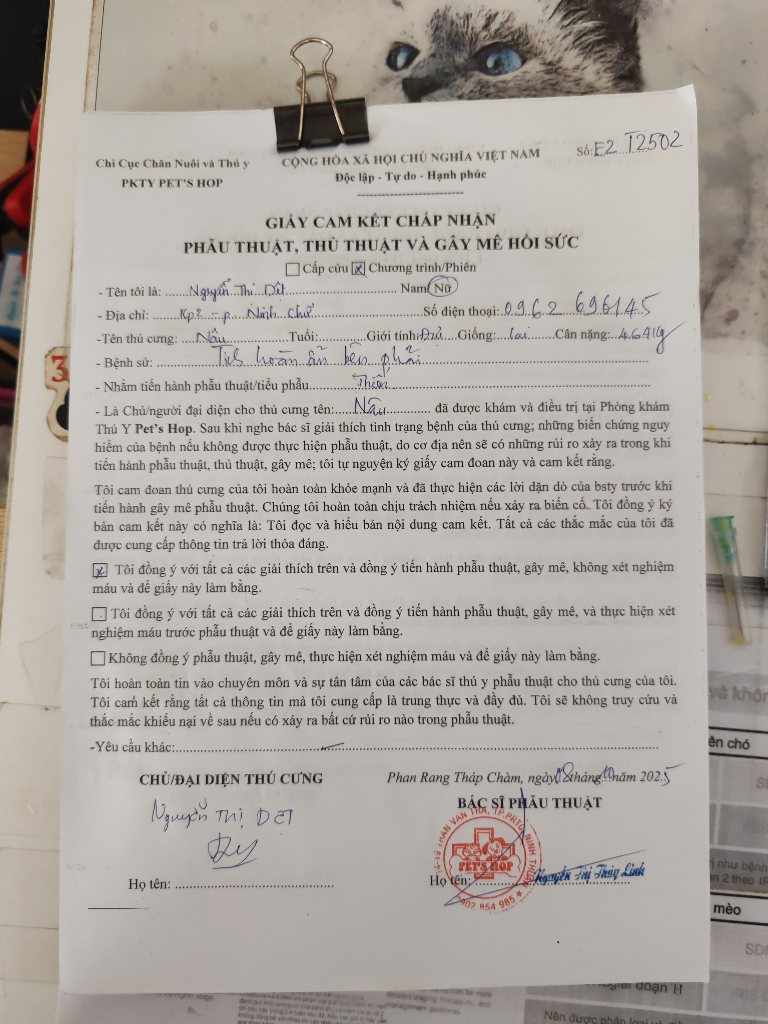 Chi Cục Chăn Nuôi và Thú y
PKTY PET'S HOP
CỘNG HÒA XÃ HỘI CHỦ NGHĨA VIỆT NAM
Độc lập - Tự do - Hạnh phúc
Số: E2 T2502
GIẤY CAM KẾT CHẤP NHẬN
PHẪU THUẬT, THỦ THUẬT VÀ GÂY MÊ HỒI SỨC
Cấp cứu Chương trình/Phiên
- Tên tôi là: Nguyễn Thị Dệt Nam/ Nữ
- Địa chỉ: Kp2 - p. Ninh chử Số điện thoại: 0962 696145
-Tên thú cưng: Nâu Tuổi: Giới tính: Đực Giống: lai Cân nặng: 4.6 kg
- Bệnh sử: Tinh hoàn ẩn bên phải
- Nhằm tiến hành phẫu thuật/tiểu phẫu Thiến
- Là Chủ/người đại diện cho thú cưng tên: Nâu đã được khám và điều trị tại Phòng khám
Thú Y Pet's Hop. Sau khi nghe bác sĩ giải thích tình trạng bệnh của thú cưng; những biến chứng nguy
hiểm của bệnh nếu không được thực hiện phẫu thuật, do cơ địa nên sẽ có những rủi ro xảy ra trong khi
tiến hành phẫu thuật, thủ thuật, gây mê; tôi tự nguyện ký giấy cam đoan này và cam kết rằng.
Tôi cam đoan thú cưng của tôi hoàn toàn khỏe mạnh và đã thực hiện các lời dặn dò của bsty trước khi
tiến hành gây mê phẫu thuật. Chúng tôi hoàn toàn chịu trách nhiệm nếu xảy ra biến cố. Tôi đồng ý ký
bản cam kết này có nghĩa là: Tôi đọc và hiểu bản nội dung cam kết. Tất cả các thắc mắc của tôi đã
được cung cấp thông tin trả lời thỏa đáng.
Tôi đồng ý với tất cả các giải thích trên và đồng ý tiến hành phẫu thuật, gây mê, không xét nghiệm
máu và để giấy này làm bằng.
Tôi đồng ý với tất cả các giải thích trên và đồng ý tiến hành phẫu thuật, gây mê, và thực hiện xét
nghiệm máu trước phẫu thuật và để giấy này làm bằng.
Không đồng ý phẫu thuật, gây mê, thực hiện xét nghiệm máu và để giấy này làm bằng.
Tôi hoàn toàn tin vào chuyên môn và sự tân tâm của các bác sĩ thú y phẫu thuật cho thú cưng của tôi.
Tôi cam kết rằng tất cả thông tin mà tôi cung cấp là trung thực và đầy đủ. Tôi sẽ không truy cứu và
thắc mắc khiếu nại về sau nếu có xảy ra bất cứ rủi ro nào trong phẫu thuật.
-Yêu cầu khác:
CHỦ/ĐẠI DIỆN THÚ CƯNG
Nguyễn Thị Dệt
Họ tên:
Phan Rang Tháp Chàm, ngày 08 tháng 10 năm 2025
BÁC SĨ PHẪU THUẬT
TRẦN VĂN TRÀ, TP.PRTC, NINH THUẬN
PET'S HOP
402 854 985
Họ tên: Nguyễn Thị Thùy Linh
và khôn
ên chó
mèo